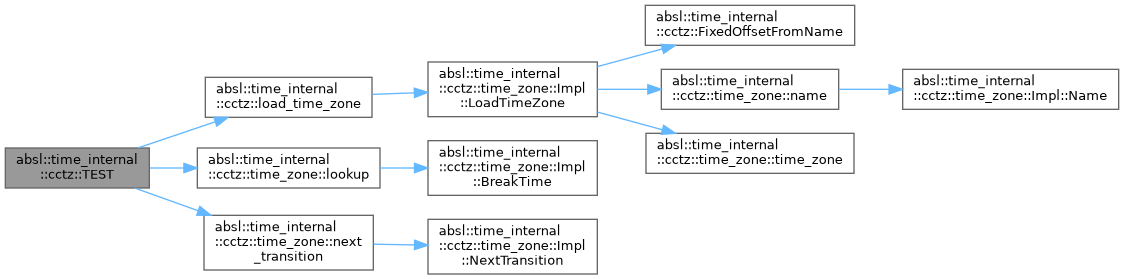 absl::time_internal
::cctz::TEST
absl::time_internal
::cctz::load_time_zone
absl::time_internal
::cctz::time_zone::lookup
absl::time_internal
::cctz::time_zone::next
_transition
absl::time_internal
::cctz::time_zone::Impl
::LoadTimeZone
absl::time_internal
::cctz::time_zone::Impl
::BreakTime
absl::time_internal
::cctz::time_zone::Impl
::NextTransition
absl::time_internal
::cctz::FixedOffsetFromName
absl::time_internal
::cctz::time_zone::name
absl::time_internal
::cctz::time_zone::time_zone
absl::time_internal
::cctz::time_zone::Impl::Name